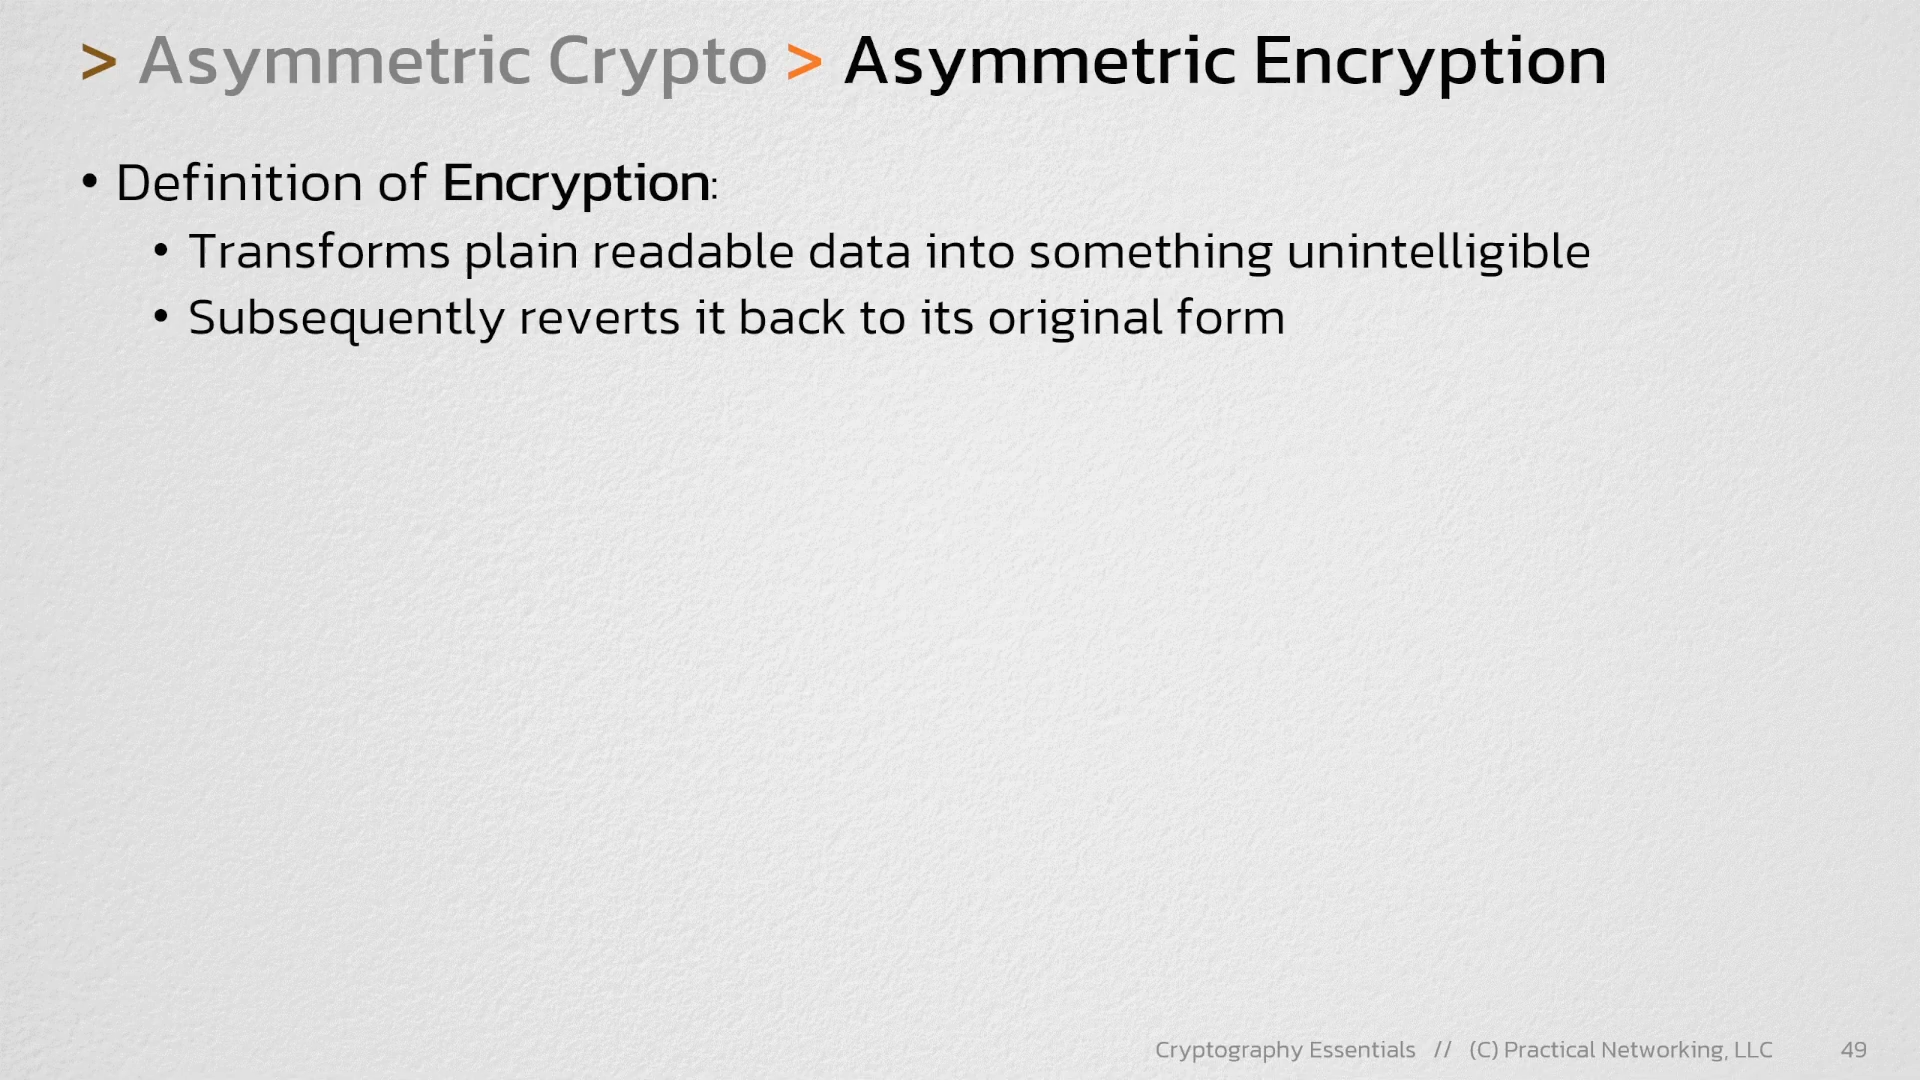 > Asymmetric Crypto > Asymmetric Encryption
• Definition of Encryption:
• Transforms plain readable data into something unintelligible
• Subsequently reverts it back to its original form
Cryptography Essentials // (C) Practical Networking, LLC 49